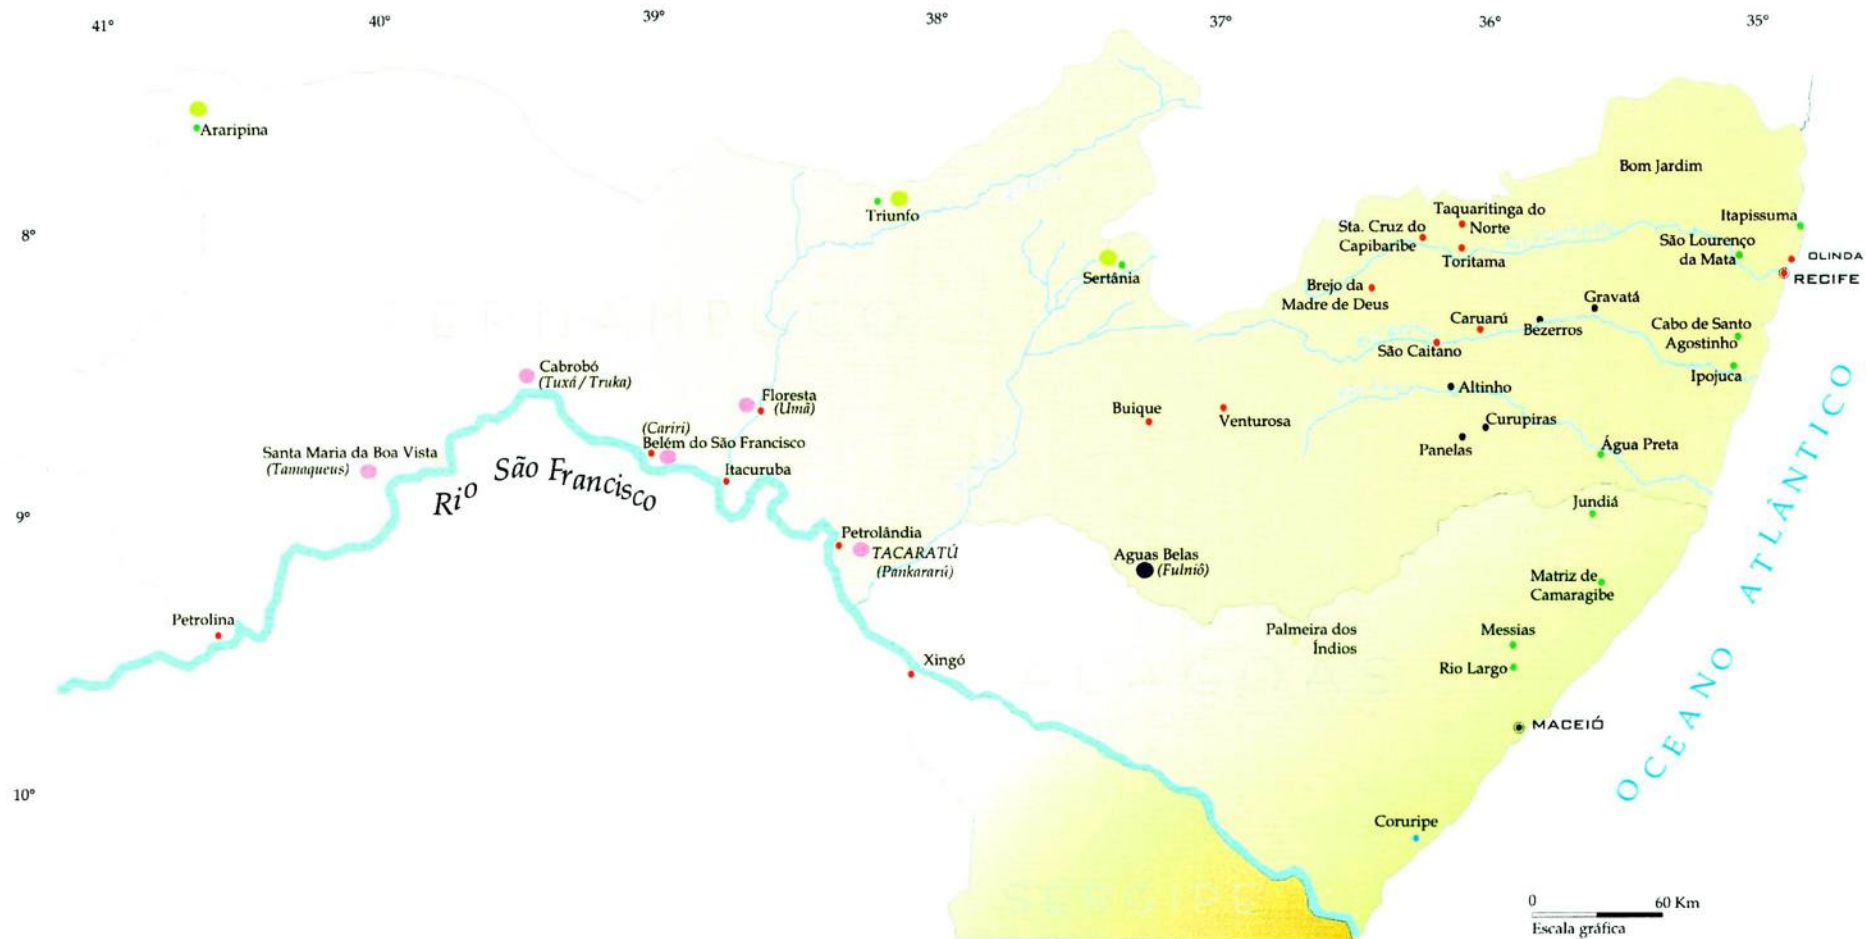 41°
40°
39°
38°
37°
36°
35°
Araripina
Bom Jardim
Triunfo
Taquaritinga do
Norte
Itapissuma
8°
Sta. Cruz do
Capibaribe
São Lourenço
da Mata
Toritama
OLINDA
RECIFE
Sertânia
Brejo da
Madre de Deus
Gravatá
PERNAMBUCO
Caruarú
Bezerros
Cabo de Santo
Agostinho
São Caitano
Ipojuca
Cabrobó
(Tuxá / Truka)
Floresta
(Umã)
Altinho
Buique
Venturosa
Curupiras
(Cariri)
Belém do São Francisco
Panelas
Água Preta
Santa Maria da Boa Vista
(Tamaqueus)
Itacuruba
Rio São Francisco
OCEANO ATLÂNTICO
9°
Jundiá
Petrolândia
TACARATÚ
(Pankararú)
Aguas Belas
(Fulniô)
Matriz de
Camaragibe
Petrolina
Palmeira dos
Índios
Messias
Xingó
Rio Largo
ALAGOAS
MACEIÓ
10°
Coruripe
SERGIPE
0 60 Km
Escala gráfica